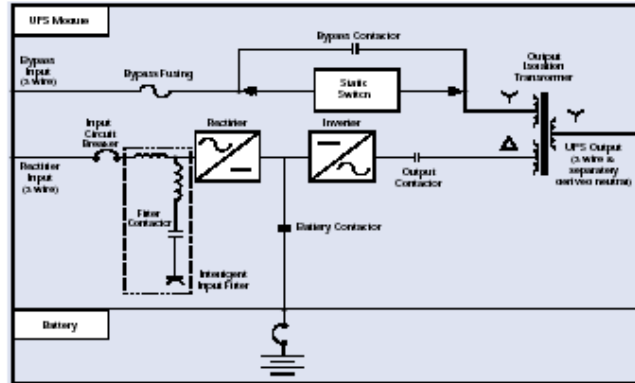 UPS Module
Bypass Contactor
Bypass
Input
(3 wire)
Bypass Fusing
Static
Switch
Output
Isolation
Transformer
Input
Circuit
Breaker
Rectifier
Inverter
Rectifier
Input
(3 wire)
Output
Contactor
UPS Output
(3 wire &
separately
derived neutral)
Filter
Contactor
Battery Contactor
Intelligent
Input Filter
Battery